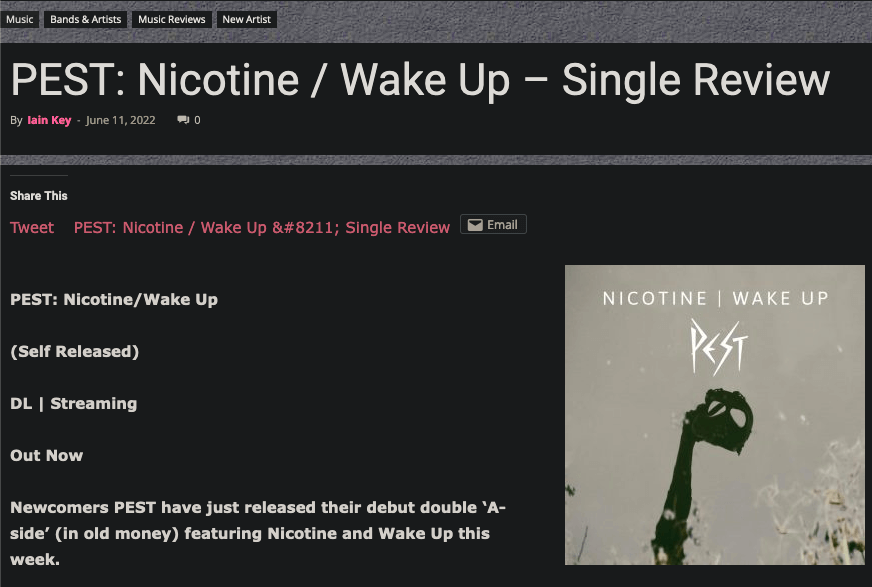 Music Bands & Artists Music Reviews New Artist
PEST: Nicotine / Wake Up – Single Review
By Iain Key - June 11, 2022 0
Share This
Tweet PEST: Nicotine / Wake Up &#8211; Single Review Email
NICOTINE | WAKE UP
PEST
PEST: Nicotine/Wake Up
(Self Released)
DL | Streaming
Out Now
Newcomers PEST have just released their debut double ‘A-
side’ (in old money) featuring Nicotine and Wake Up this
week.